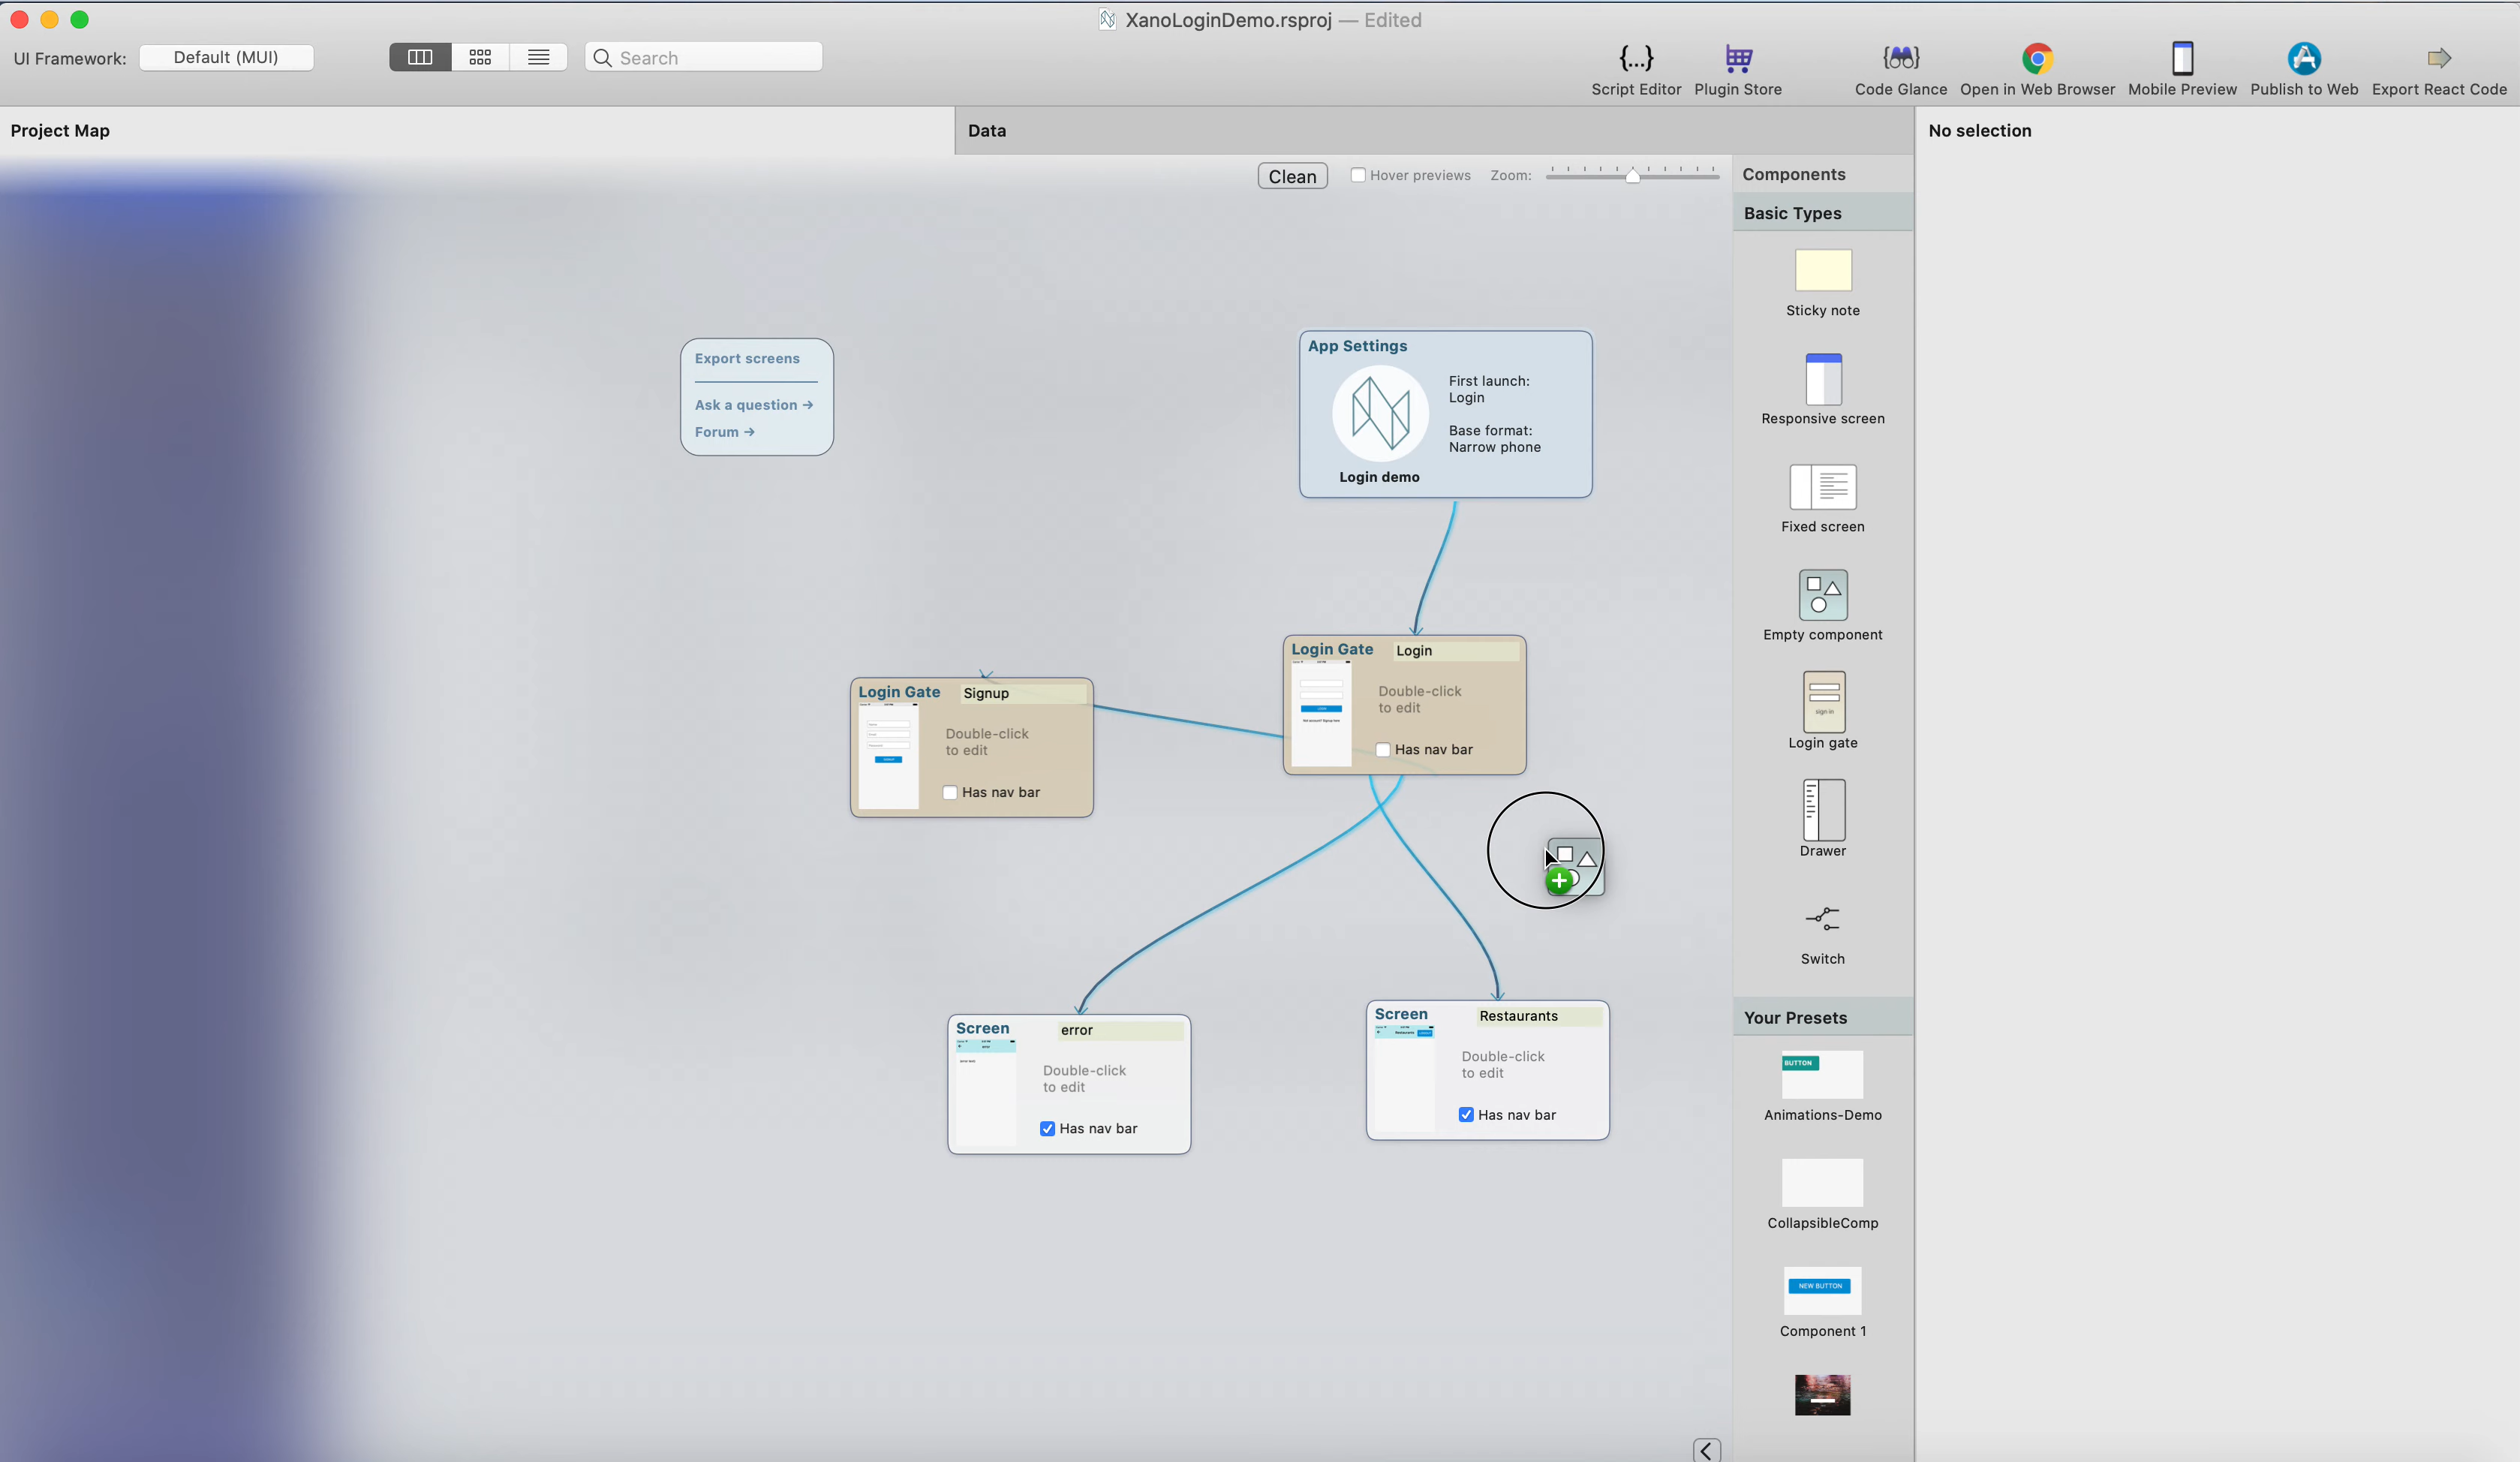 XanoLoginDemo.rsproj — Edited
UI Framework: Default (MUI)
Search
Script Editor
Plugin Store
Code Glance
Open in Web Browser
Mobile Preview
Publish to Web
Export React Code
Project Map
Data
No selection
Clean
Hover previews
Zoom:
Export screens
Ask a question →
Forum →
App Settings
First launch:
Login
Base format:
Narrow phone
Login demo
Login Gate
Login
Double-click
to edit
Has nav bar
Login Gate
Signup
Double-click
to edit
Has nav bar
Screen
error
Double-click
to edit
Has nav bar
Screen
Restaurants
Double-click
to edit
Has nav bar
Components
Basic Types
Sticky note
Responsive screen
Fixed screen
Empty component
sign in
Login gate
Drawer
Switch
Your Presets
BUTTON
Animations-Demo
CollapsibleComp
NEW BUTTON
Component 1